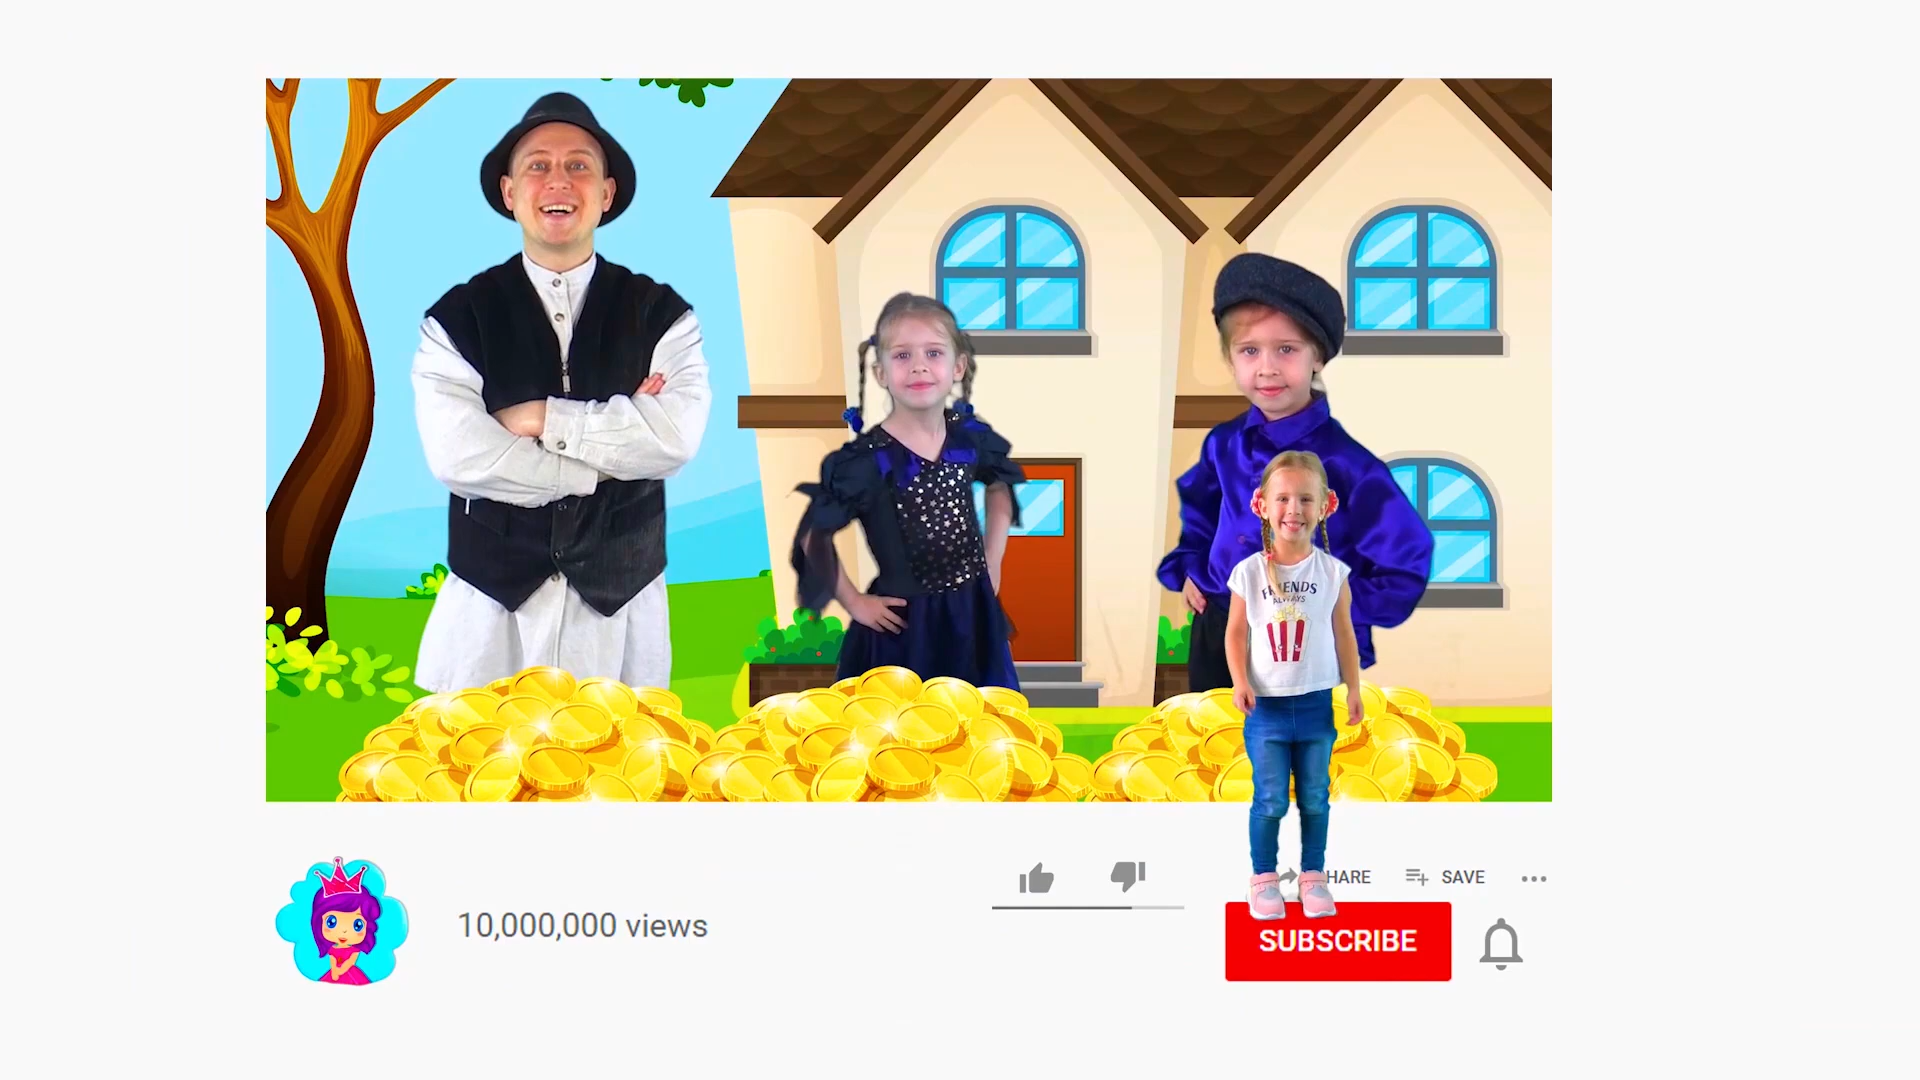 FRIENDS
ALWAYS
HARE
SAVE
10,000,000 views
SUBSCRIBE